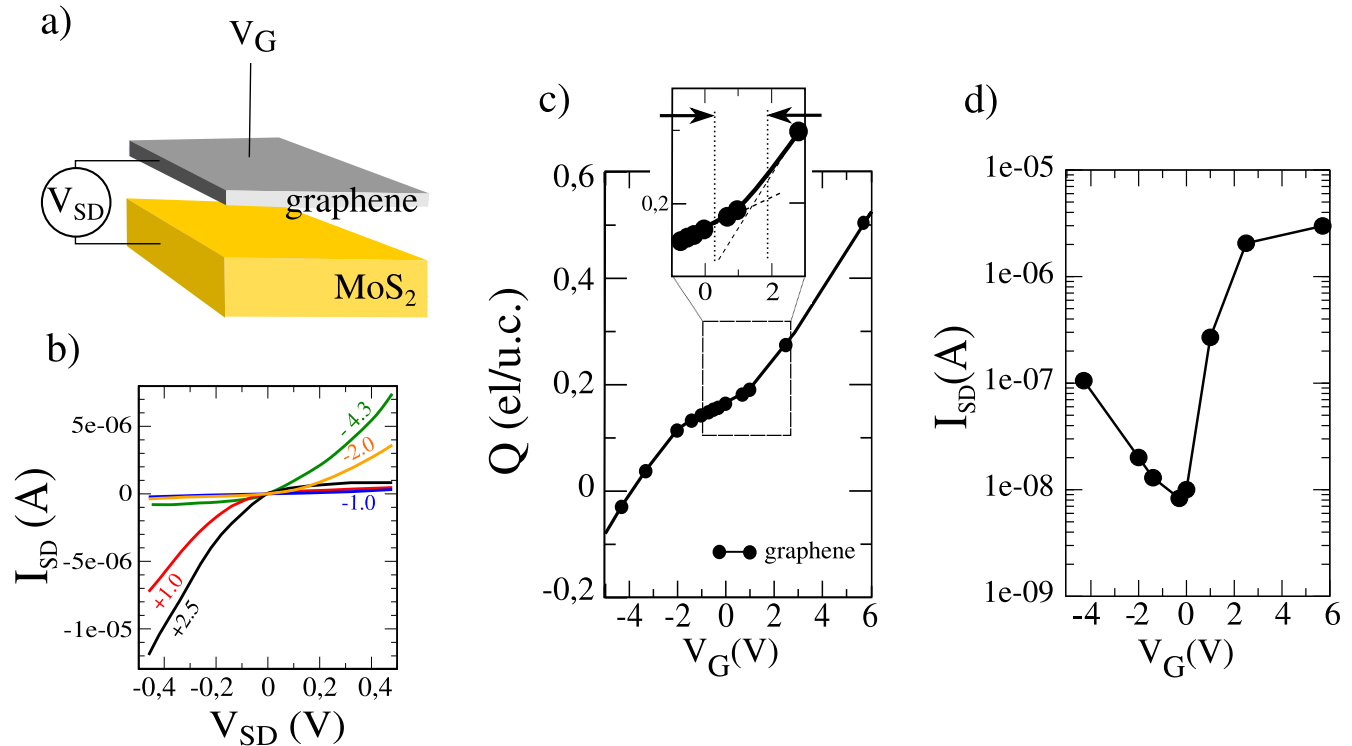 a)
V_G
V_SD
graphene
MoS₂
b)
I_SD (A)
5e-06
0
-5e-06
-1e-05
-4.3
-2.0
-1.0
+1.0
+2.5
-0,4 -0,2 0 0,2 0,4
V_SD (V)
c)
0,2
0 2
Q (el/u.c.)
0,6
0,4
0,2
0
-0,2
graphene
-4 -2 0 2 4 6
V_G(V)
d)
I_SD(A)
1e-05
1e-06
1e-07
1e-08
1e-09
-4 -2 0 2 4 6
V_G(V)